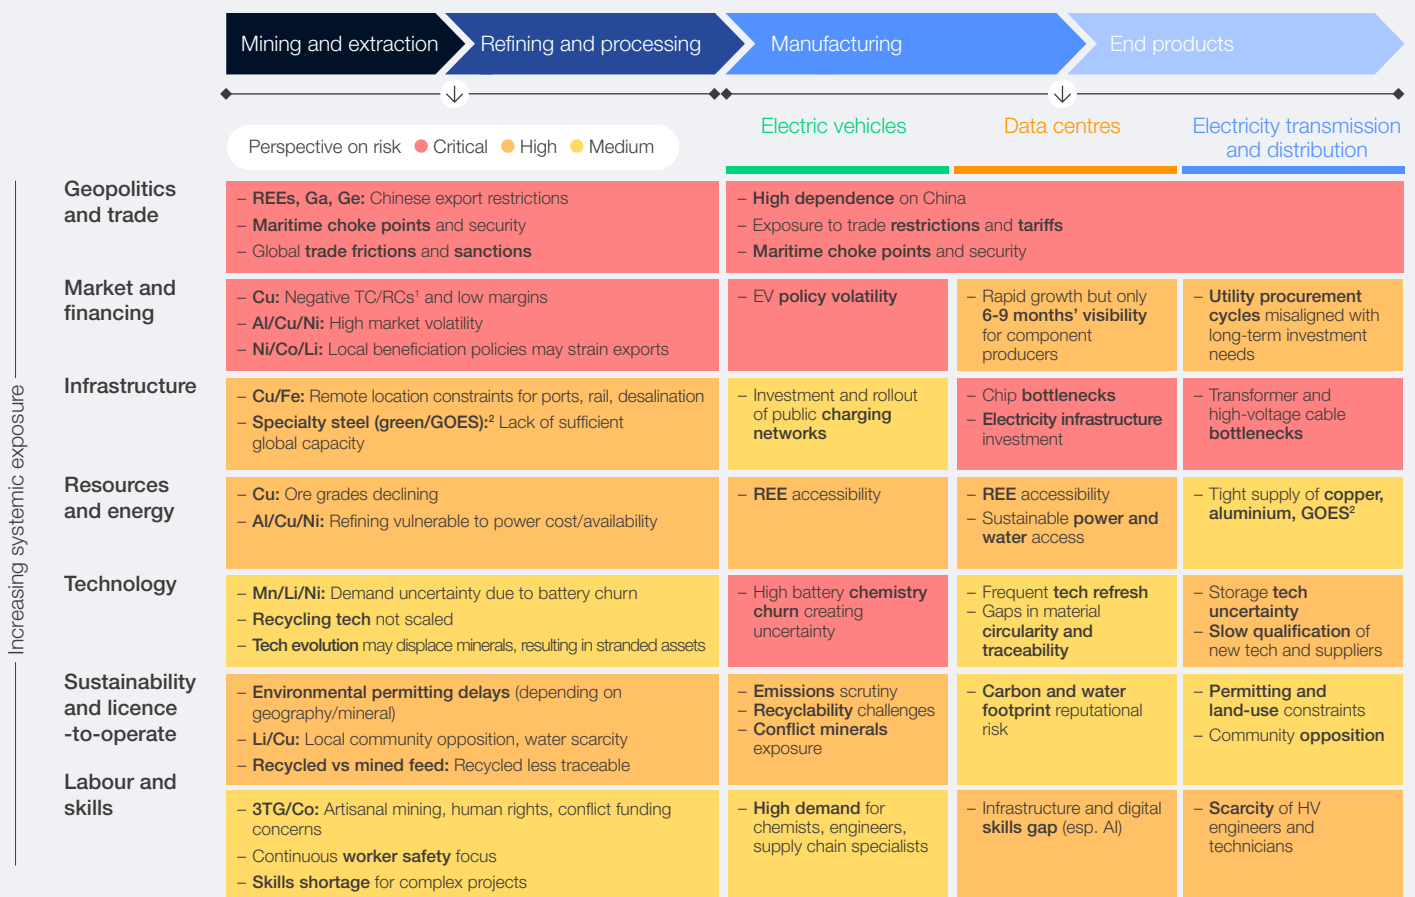 Mining and extraction
Refining and processing
Manufacturing
End products
Perspective on risk Critical High Medium
Electric vehicles
Data centres
Electricity transmission
and distribution
Increasing systemic exposure
Geopolitics
and trade
– REEs, Ga, Ge: Chinese export restrictions
– Maritime choke points and security
– Global trade frictions and sanctions
– High dependence on China
– Exposure to trade restrictions and tariffs
– Maritime choke points and security
Market and
financing
– Cu: Negative TC/RCs¹ and low margins
– Al/Cu/Ni: High market volatility
– Ni/Co/Li: Local beneficiation policies may strain exports
– EV policy volatility
– Rapid growth but only
6-9 months’ visibility
for component
producers
– Utility procurement
cycles misaligned with
long-term investment
needs
Infrastructure
– Cu/Fe: Remote location constraints for ports, rail, desalination
– Specialty steel (green/GOES):² Lack of sufficient
global capacity
– Investment and rollout
of public charging
networks
– Chip bottlenecks
– Electricity infrastructure
investment
– Transformer and
high-voltage cable
bottlenecks
Resources
and energy
– Cu: Ore grades declining
– Al/Cu/Ni: Refining vulnerable to power cost/availability
– REE accessibility
– REE accessibility
– Sustainable power and
water access
– Tight supply of copper,
aluminium, GOES²
Technology
– Mn/Li/Ni: Demand uncertainty due to battery churn
– Recycling tech not scaled
– Tech evolution may displace minerals, resulting in stranded assets
– High battery chemistry
churn creating
uncertainty
– Frequent tech refresh
– Gaps in material
circularity and
traceability
– Storage tech
uncertainty
– Slow qualification of
new tech and suppliers
Sustainability
and licence
-to-operate
– Environmental permitting delays (depending on
geography/mineral)
– Li/Cu: Local community opposition, water scarcity
– Recycled vs mined feed: Recycled less traceable
– Emissions scrutiny
– Recyclability challenges
– Conflict minerals
exposure
– Carbon and water
footprint reputational
risk
– Permitting and
land-use constraints
– Community opposition
Labour and
skills
– 3TG/Co: Artisanal mining, human rights, conflict funding
concerns
– Continuous worker safety focus
– Skills shortage for complex projects
– High demand for
chemists, engineers,
supply chain specialists
– Infrastructure and digital
skills gap (esp. AI)
– Scarcity of HV
engineers and
technicians